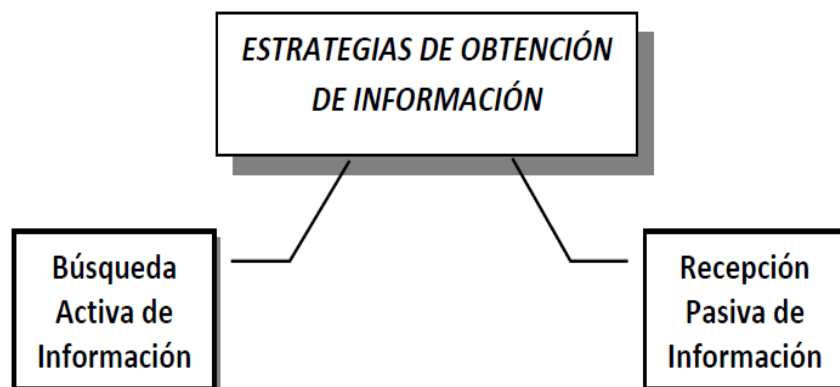 ESTRATEGIAS DE OBTENCIÓN
DE INFORMACIÓN
Búsqueda
Activa de
Información
Recepción
Pasiva de
Información